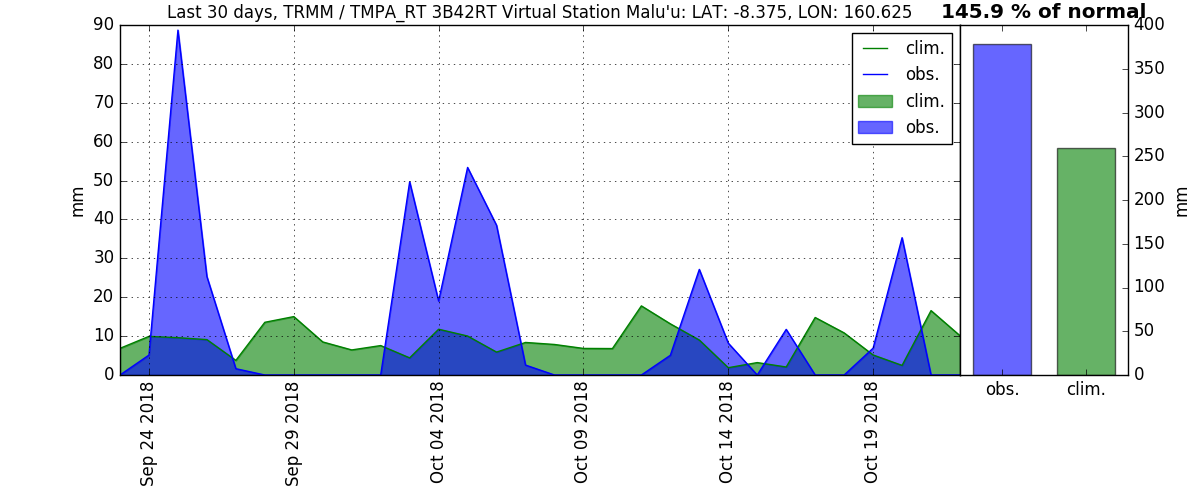 Last 30 days, TRMM / TMPA_RT 3B42RT Virtual Station Malu'u: LAT: -8.375, LON: 160.625
145.9 % of normal
90
80
70
60
50
40
30
20
10
0
mm
clim.
obs.
clim.
obs.
Sep 24 2018
Sep 29 2018
Oct 04 2018
Oct 09 2018
Oct 14 2018
Oct 19 2018
400
350
300
250
200
150
100
50
0
mm
obs.
clim.